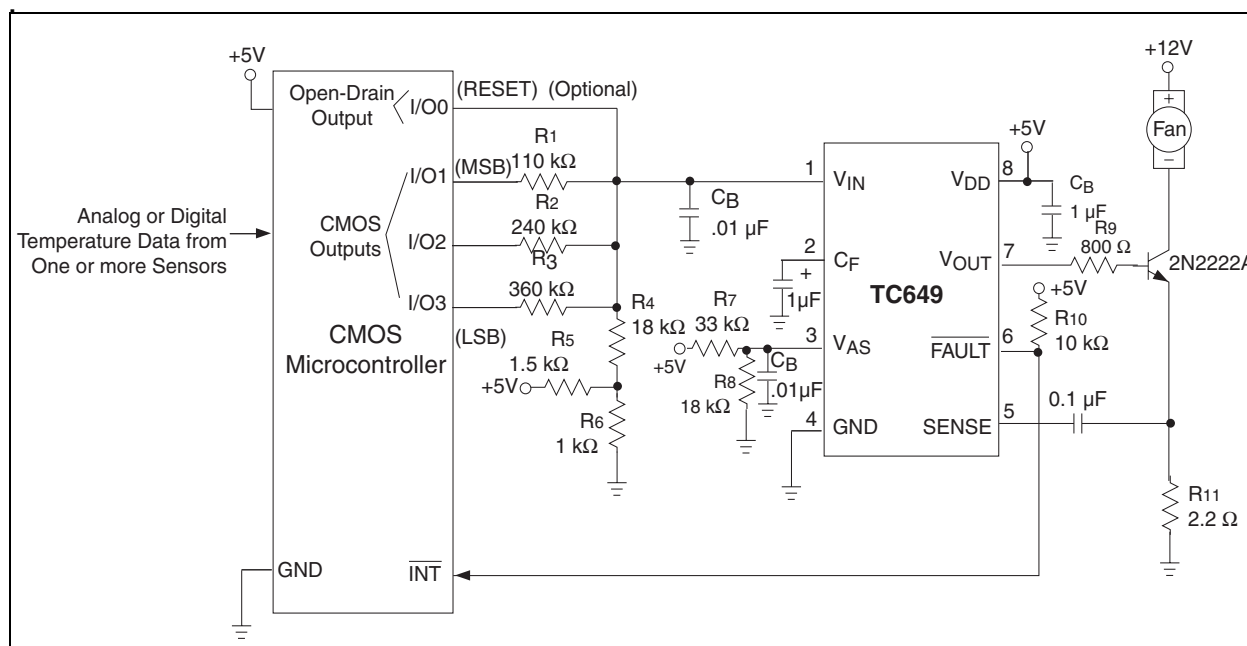 +5V
Open-Drain
Output
I/O0
(RESET) (Optional)
R1
110 kΩ
I/O1
(MSB)
R2
240 kΩ
I/O2
CMOS
Outputs
R3
360 kΩ
I/O3
(LSB)
Analog or Digital
Temperature Data from
One or more Sensors
CMOS
Microcontroller
R4
18 kΩ
R5
1.5 kΩ
+5V
R6
1 kΩ
GND
INT
CB
.01 µF
1
VIN
2
CF
+
1µF
R7
33 kΩ
+5V
3
VAS
CB
.01µF
R8
18 kΩ
4
GND
TC649
+5V
VDD
8
CB
1 µF
R9
800 Ω
VOUT
7
2N2222A
+12V
+
Fan
−
+5V
R10
10 kΩ
FAULT
6
0.1 µF
SENSE
5
R11
2.2 Ω